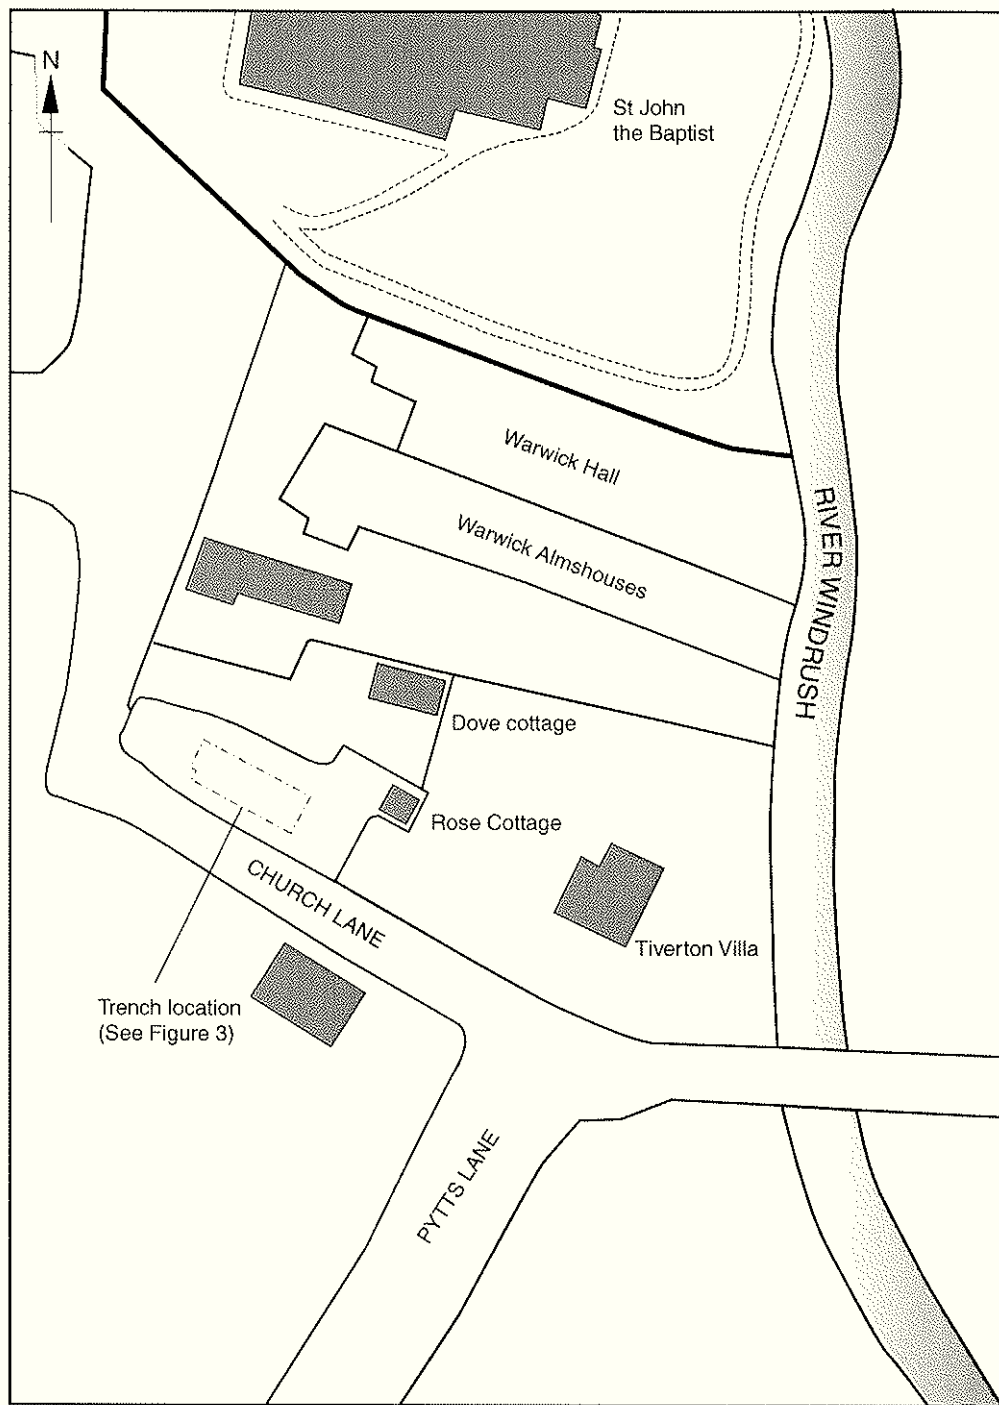 N
St John
the Baptist
Warwick Hall
Warwick Almshouses
RIVER WINDRUSH
Dove cottage
Rose Cottage
CHURCH LANE
Tiverton Villa
Trench location
(See Figure 3)
PYTTS LANE